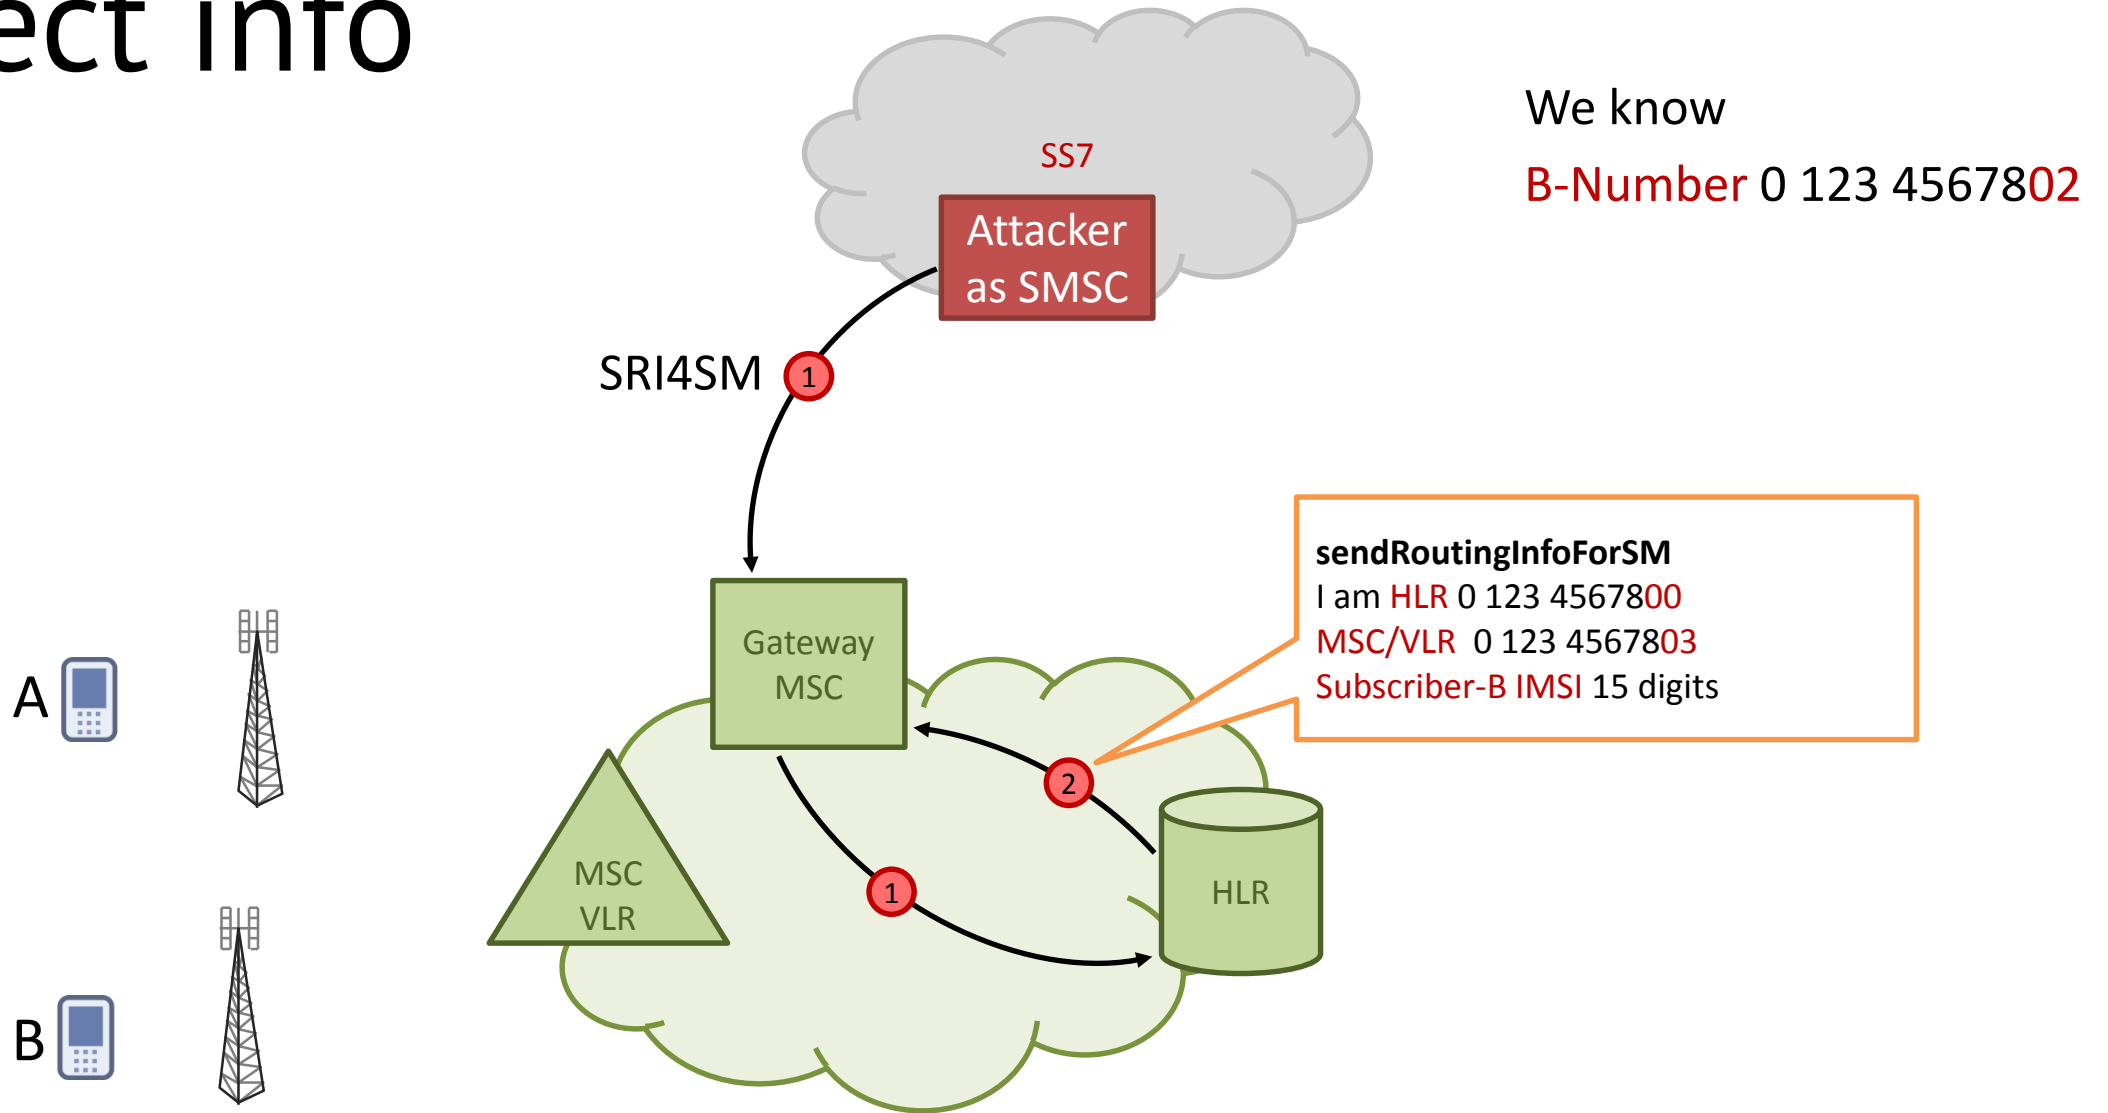 ect info
We know
B-Number 0 123 4567802
SS7
Attacker
as SMSC
SRI4SM
1
sendRoutingInfoForSM
I am HLR 0 123 4567800
MSC/VLR 0 123 4567803
Subscriber-B IMSI 15 digits
Gateway
MSC
A
2
MSC
VLR
1
HLR
B